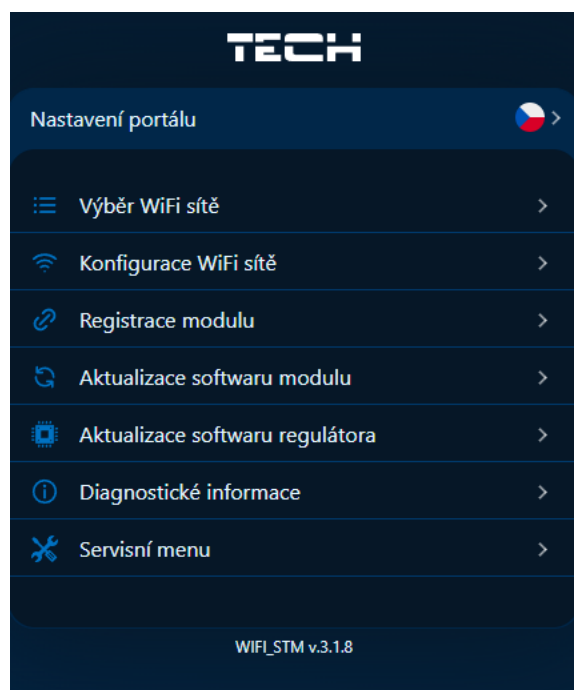 TECH
Nastavení portálu
Výběr WiFi sítě
Konfigurace WiFi sítě
Registrace modulu
Aktualizace softwaru modulu
Aktualizace softwaru regulátora
Diagnostické informace
Servisní menu
WIFI_STM v.3.1.8